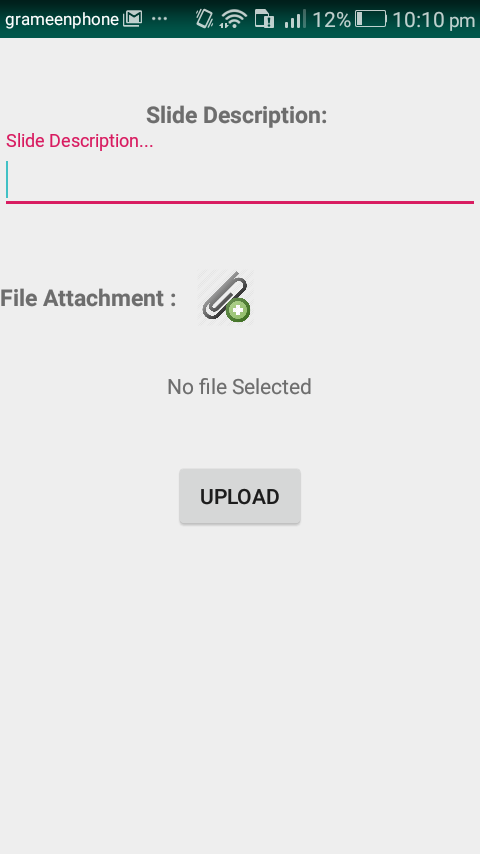 grameenphone ... 12% 10:10 pm
Slide Description:
Slide Description...
File Attachment :
No file Selected
UPLOAD